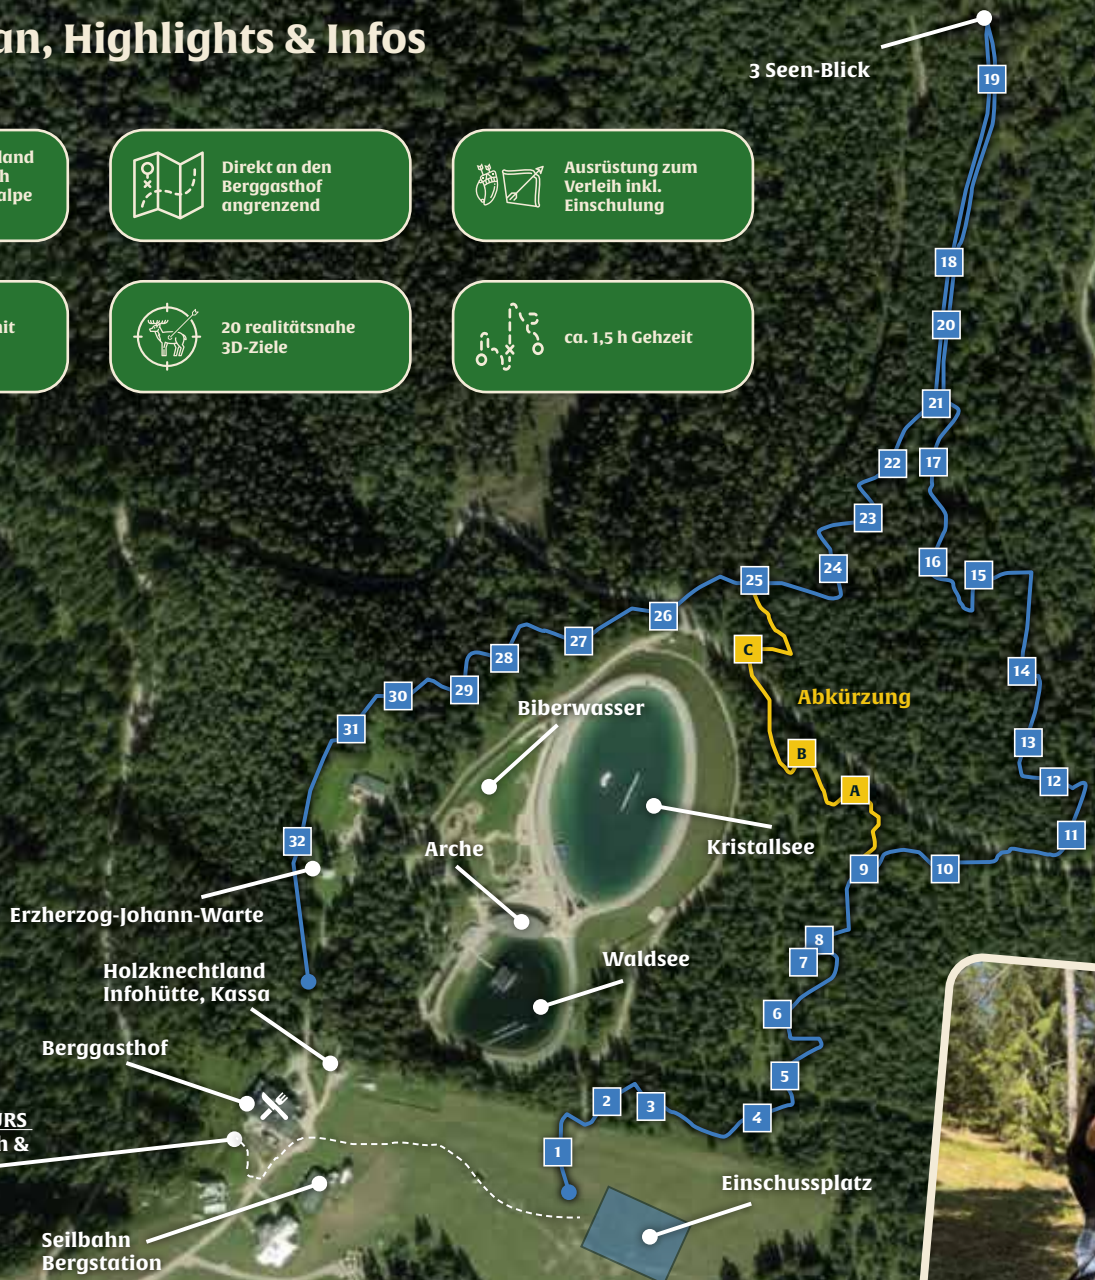 an, Highlights & Infos
3 Seen-Blick
19
land
h
alpe
Direkt an den
Berggasthof
angrenzend
Ausrüstung zum
Verleih inkl.
Einschulung
18
nit
20 realitätsnahe
3D-Ziele
ca. 1,5 h Gehzeit
20
21
22
17
23
16
15
24
25
26
27
C
28
14
29
30
Abkürzung
Biberwasser
31
13
B
12
A
11
32
Arche
Kristallsee
9
10
Erzherzog-Johann-Warte
8
7
Waldsee
Holzknechtland
Infohütte, Kassa
6
Berggasthof
5
2
3
4
URS
h &
1
Einschussplatz
Seilbahn
Bergstation